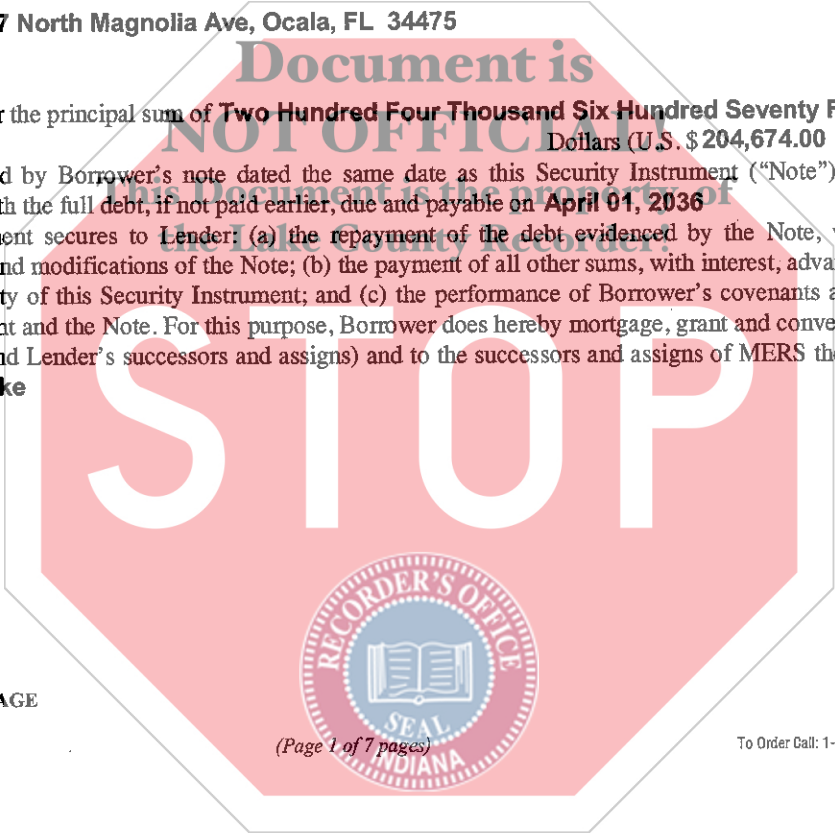 7 North Magnolia Ave, Ocala, FL 34475
Document is
r the principal sum of Two Hundred Four Thousand Six Hundred Seventy F
NOT OFFICIAL!
Dollars (U.S. $ 204,674.00
d by Borrower's note dated the same date as this Security Instrument ("Note")
This Document is the property of
th the full debt, if not paid earlier, due and payable on April 01, 2036
the Lake County Recorder!
ent secures to Lender: (a) the repayment of the debt evidenced by the Note,
nd modifications of the Note; (b) the payment of all other sums, with interest, adva
ty of this Security Instrument; and (c) the performance of Borrower's covenants a
nt and the Note. For this purpose, Borrower does hereby mortgage, grant and conve
nd Lender's successors and assigns) and to the successors and assigns of MERS th
ke
STOP
RECORDER'S OFFICE
SEAL
INDIANA
AGE
(Page 1 of 7 pages)
To Order Call: 1-